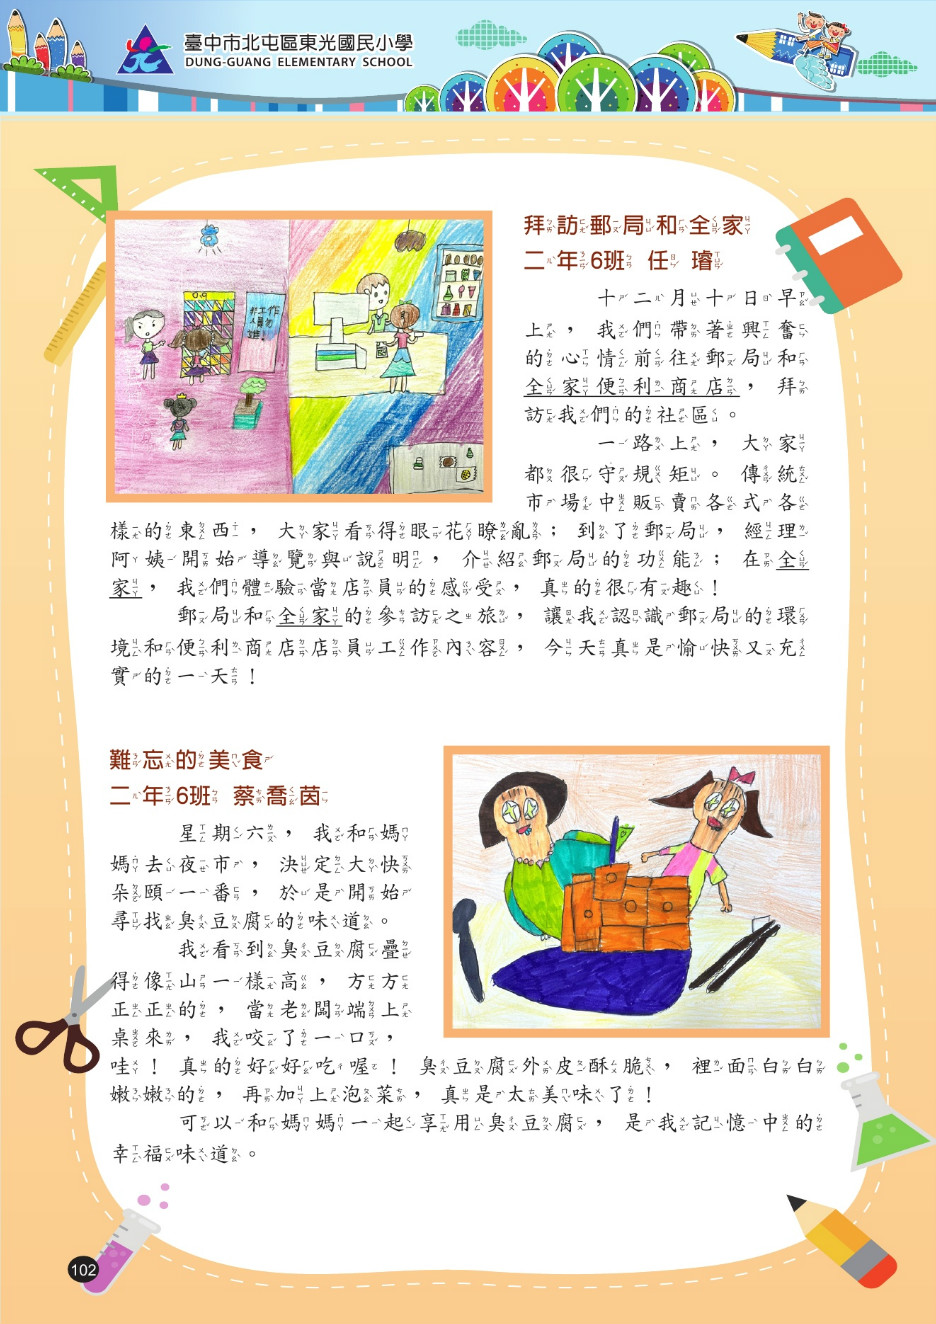 臺中市北屯區東光國民小學
DUNG-GUANG ELEMENTARY SCHOOL
非工作
人員勿
進!
拜訪郵局和全家
二年6班 任 璿
十二月十日早
上，我們帶著興奮
的心情前往郵局和
全家便利商店，拜
訪我們的社區。
一路上，大家
都很守規矩。傳統
市場中販賣各式各
樣的東西，大家看得眼花瞭亂；到了郵局，經理
阿姨開始導覽與說明，介紹郵局的功能；在全
家，我們體驗當店員的感受，真的很有趣!
郵局和全家的參訪之旅，讓我認識郵局的環
境和便利商店店員工作內容，今天真是愉快又充
實的一天!
難忘的美食
二年6班 蔡喬茵
星期六，我和媽
媽去夜市，決定大快
朵頤一番，於是開始
尋找臭豆腐的味道。
我看到臭豆腐疊
得像山一樣高，方方
正正的，當老闆端上
桌來，我咬了一口，
哇!真的好好吃喔!臭豆腐外皮酥脆，裡面白白
嫩嫩的，再加上泡菜，真是太美味了!
可以和媽媽一起享用臭豆腐，是我記憶中的
幸福味道。
102